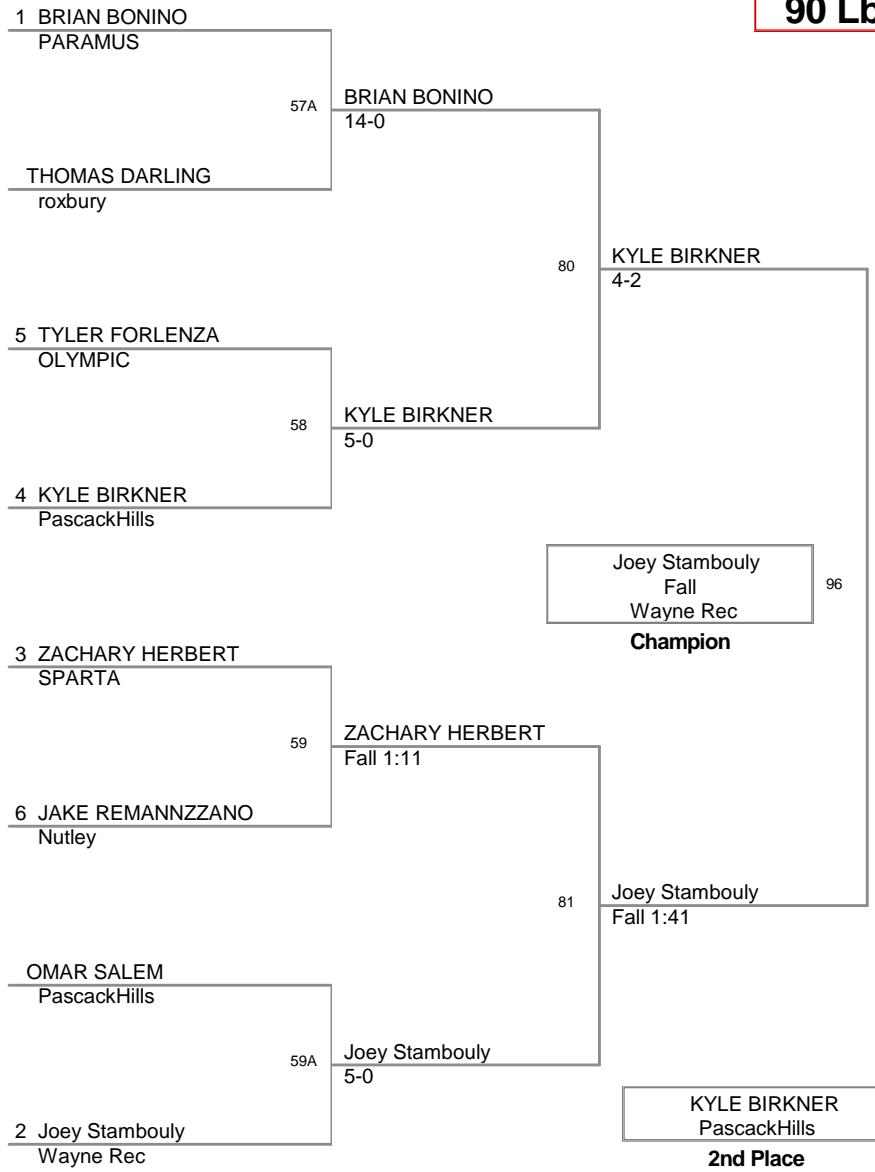 90 Lb
1 BRIAN BONINO
PARAMUS
57A
BRIAN BONINO
14-0
THOMAS DARLING
roxbury
80
KYLE BIRKNER
4-2
5 TYLER FORLENZA
OLYMPIC
58
KYLE BIRKNER
5-0
4 KYLE BIRKNER
PascackHills
Joey Stambouly
Fall
Wayne Rec
96
Champion
3 ZACHARY HERBERT
SPARTA
59
ZACHARY HERBERT
Fall 1:11
6 JAKE REMANNZZANO
Nutley
81
Joey Stambouly
Fall 1:41
OMAR SALEM
PascackHills
59A
Joey Stambouly
5-0
2 Joey Stambouly
Wayne Rec
KYLE BIRKNER
PascackHills
2nd Place